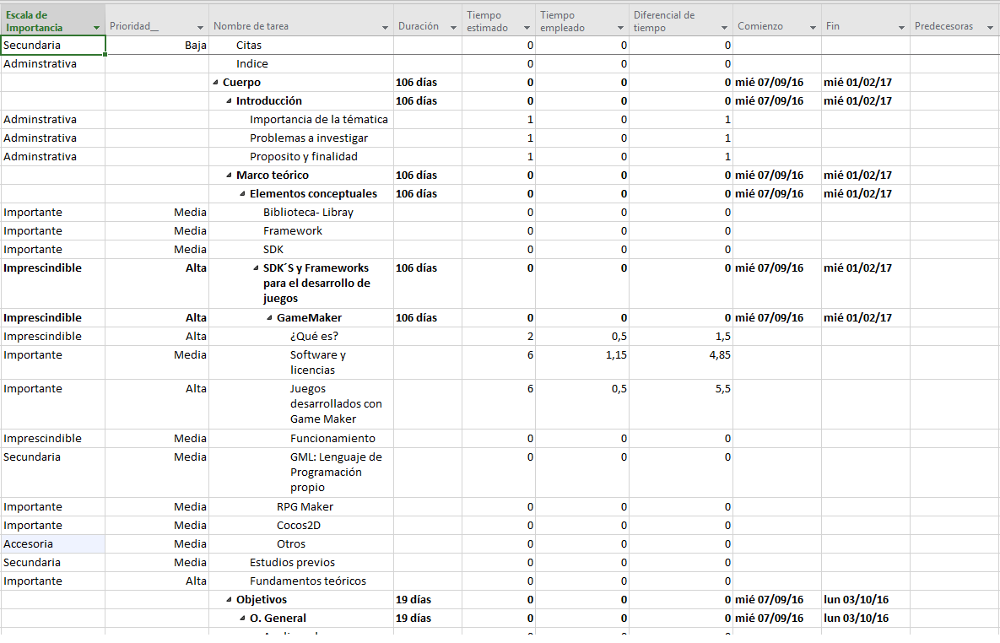 Escala de Importancia Prioridad__ Nombre de tarea Duración Tiempo estimado Tiempo empleado Diferencial de tiempo Comienzo Fin Predecesoras
Secundaria Baja Citas 0 0 0
Adminstrativa Indice 0 0 0
Cuerpo 106 días 0 0 0 mié 07/09/16 mié 01/02/17
Introducción 106 días 0 0 0 mié 07/09/16 mié 01/02/17
Adminstrativa Importancia de la tématica 1 0 1
Adminstrativa Problemas a investigar 1 0 1
Adminstrativa Proposito y finalidad 1 0 1
Marco teórico 106 días 0 0 0 mié 07/09/16 mié 01/02/17
Elementos conceptuales 106 días 0 0 0 mié 07/09/16 mié 01/02/17
Importante Media Biblioteca- Libray 0 0 0
Importante Media Framework 0 0 0
Importante Media SDK 0 0 0
Imprescindible Alta SDK´S y Frameworks 106 días 0 0 0 mié 07/09/16 mié 01/02/17
para el desarrollo de
juegos
Imprescindible Alta GameMaker 106 días 0 0 0 mié 07/09/16 mié 01/02/17
Imprescindible Alta ¿Qué es? 2 0,5 1,5
Importante Media Software y 6 1,15 4,85
licencias
Importante Alta Juegos 6 0,5 5,5
desarrollados con
Game Maker
Imprescindible Media Funcionamiento 0 0 0
Secundaria Media GML: Lenguaje de 0 0 0
Programación
propio
Importante Media RPG Maker 0 0 0
Importante Media Cocos2D 0 0 0
Accesoria Media Otros 0 0 0
Secundaria Media Estudios previos 0 0 0
Importante Alta Fundamentos teóricos 0 0 0
Objetivos 19 días 0 0 0 mié 07/09/16 lun 03/10/16
O. General 19 días 0 0 0 mié 07/09/16 lun 03/10/16